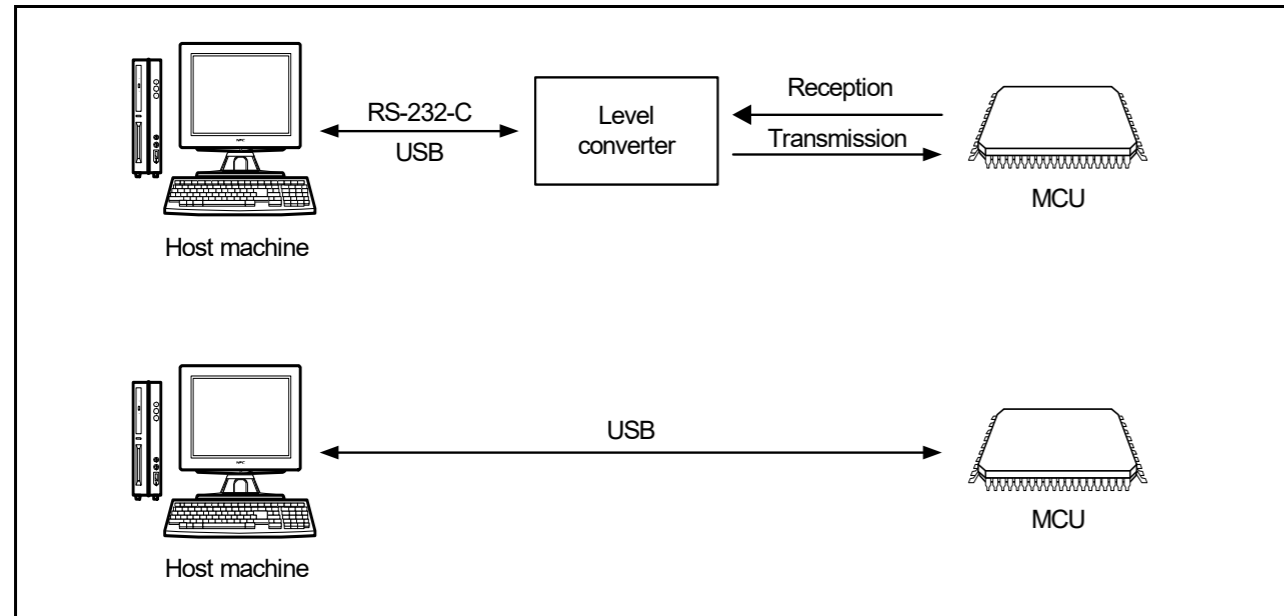 RS-232-C
USB
Level
converter
Reception
Transmission
MCU
Host machine
USB
MCU
Host machine